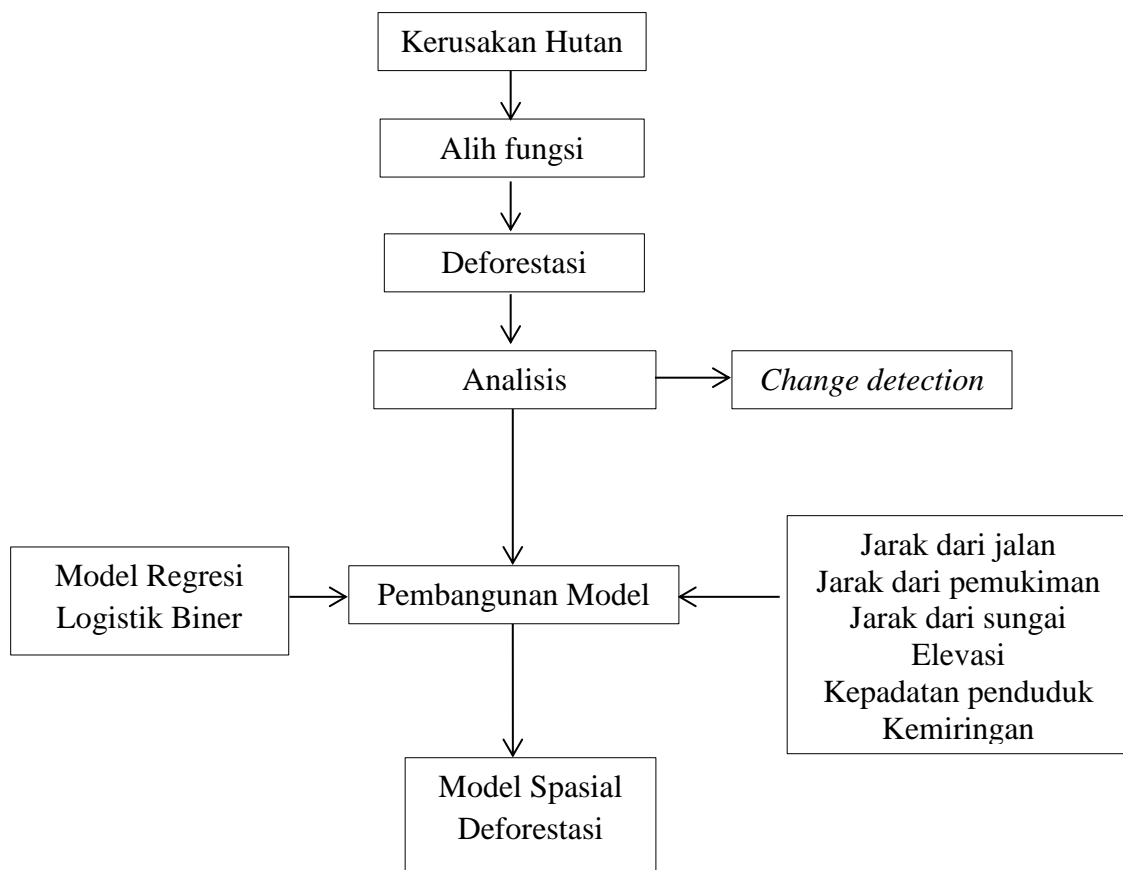 Kerusakan Hutan
Alih fungsi
Deforestasi
Analisis
Change detection
Model Regresi
Logistik Biner
Pembangunan Model
Jarak dari jalan
Jarak dari pemukiman
Jarak dari sungai
Elevasi
Kepadatan penduduk
Kemiringan
Model Spasial
Deforestasi